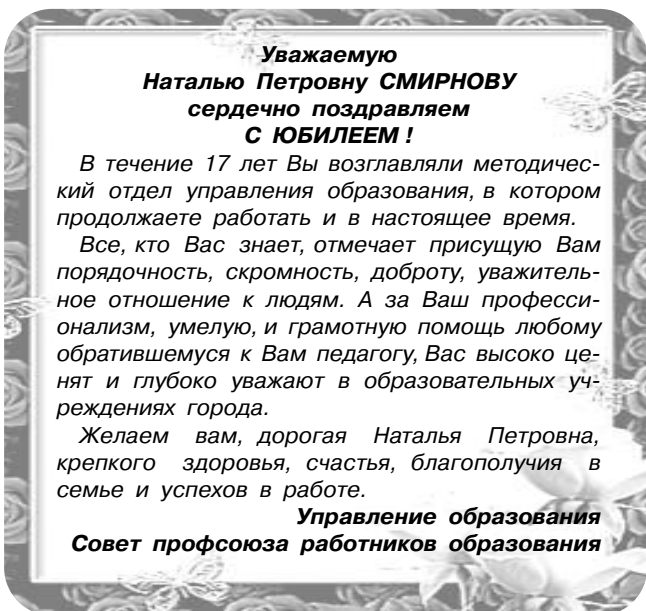 Уважаемую
Наталью Петровну СМИРНОВУ
сердечно поздравляем
С ЮБИЛЕЕМ !
В течение 17 лет Вы возглавляли методичес-
кий отдел управления образования, в котором
продолжаете работать и в настоящее время.
Все, кто Вас знает, отмечает присущую Вам
порядочность, скромность, доброту, уважитель-
ное отношение к людям. А за Ваш професси-
онализм, умелую, и грамотную помощь любому
обратившемуся к Вам педагогу, Вас высоко це-
нят и глубоко уважают в образовательных уч-
реждениях города.
Желаем вам, дорогая Наталья Петровна,
крепкого здоровья, счастья, благополучия в
семье и успехов в работе.
Управление образования
Совет профсоюза работников образования